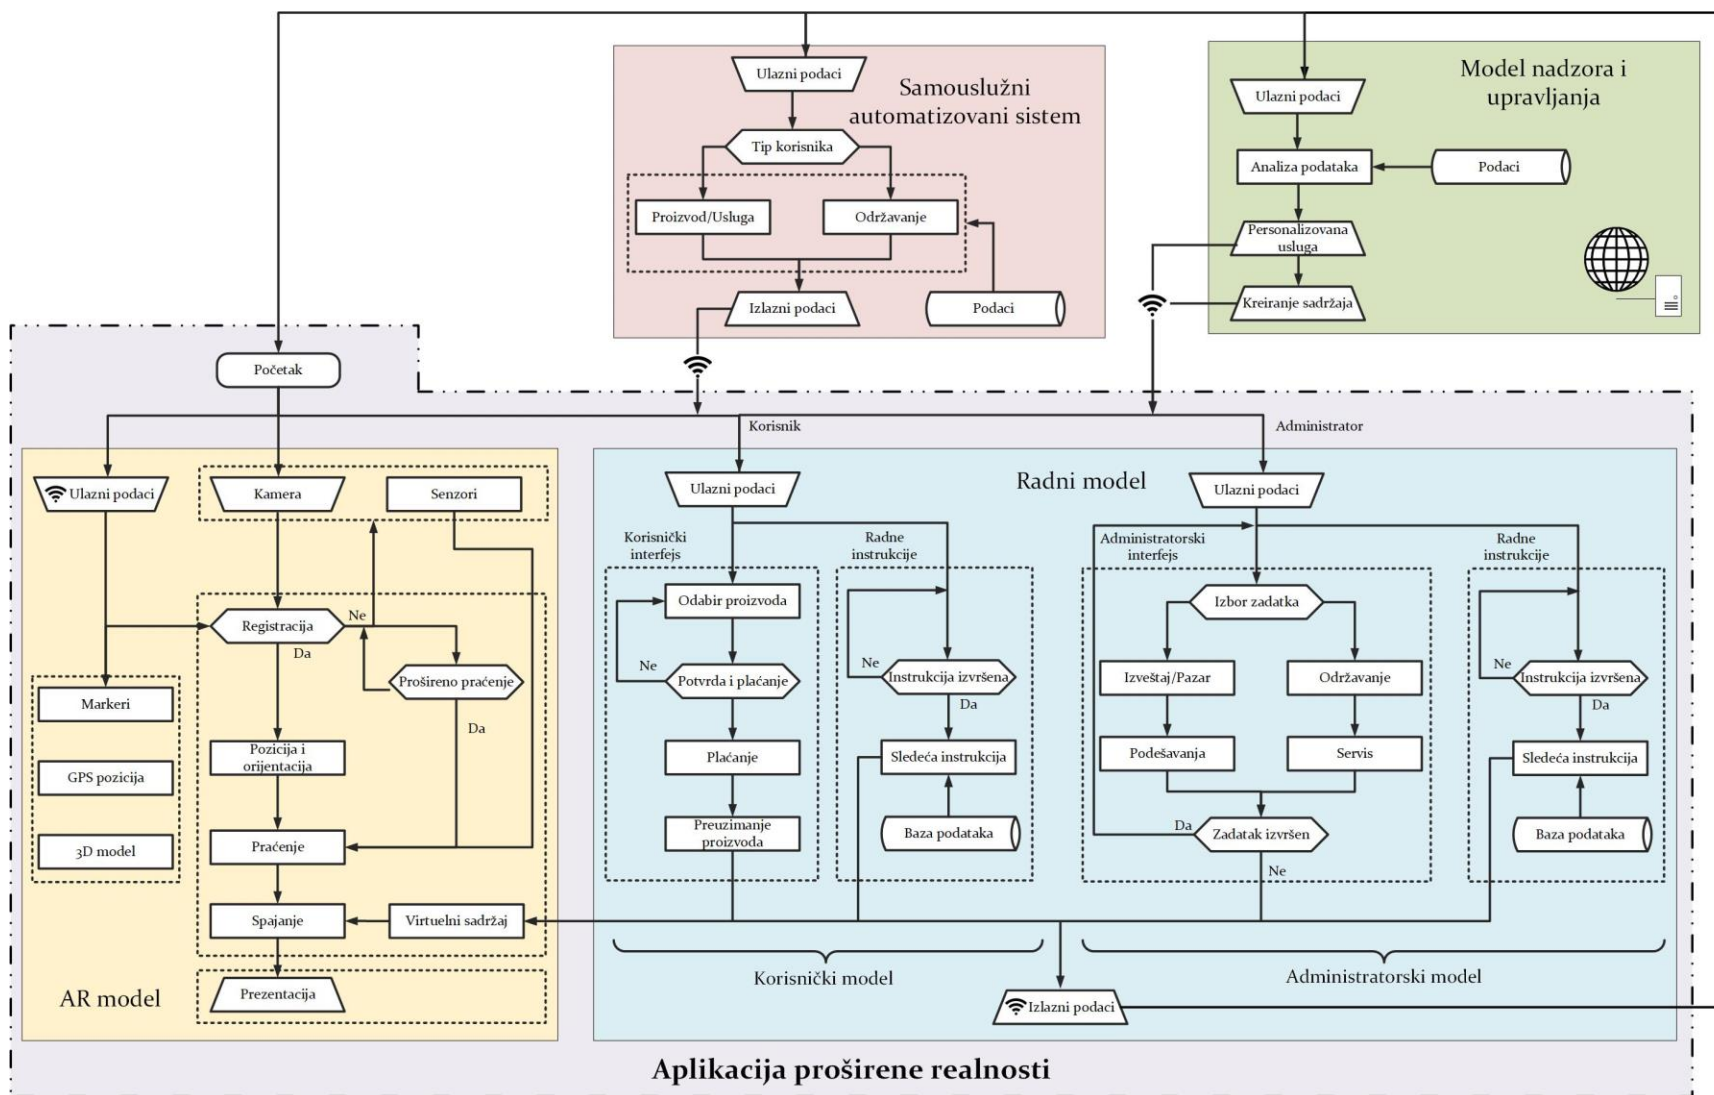 Ulazni podaci
Samouslužni
automatizovani sistem
Tip korisnika
Proizvod/Usluga
Održavanje
Izlazni podaci
Podaci
Model nadzora i
upravljanja
Ulazni podaci
Analiza podataka
Podaci
Personalizovana
usluga
Kreiranje sadržaja
Početak
Korisnik
Administrator
Ulazni podaci
Kamera
Senzori
Registracija
Ne
Da
Prošireno praćenje
Da
Markeri
GPS pozicija
3D model
Pozicija i
orijentacija
Praćenje
Spajanje
Virtuelni sadržaj
Prezentacija
AR model
Radni model
Ulazni podaci
Korisnički
interfejs
Radne
instrukcije
Odabir proizvoda
Ne
Potvrda i plaćanje
Plaćanje
Preuzimanje
proizvoda
Ne
Instrukcija izvršena
Da
Sledeća instrukcija
Baza podataka
Korisnički model
Ulazni podaci
Administratorski
interfejs
Radne
instrukcije
Izbor zadatka
Izveštaj/Pazar
Održavanje
Podešavanja
Servis
Da
Zadatak izvršen
Ne
Ne
Instrukcija izvršena
Da
Sledeća instrukcija
Baza podataka
Administratorski model
Izlazni podaci
Aplikacija proširene realnosti